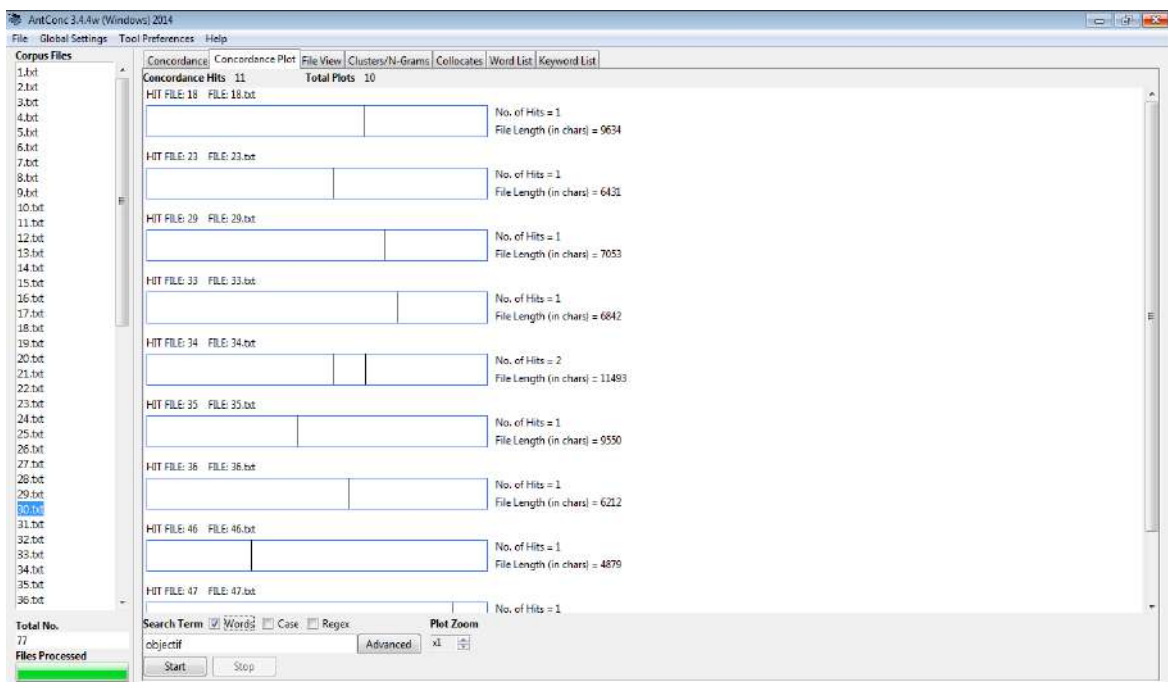 AntConc 3.4.4w (Windows) 2014
File Global Settings Tool Preferences Help
Corpus Files
1.txt
2.txt
3.txt
4.txt
5.txt
6.txt
7.txt
8.txt
9.txt
10.txt
11.txt
12.txt
13.txt
14.txt
15.txt
16.txt
17.txt
18.txt
19.txt
20.txt
21.txt
22.txt
23.txt
24.txt
25.txt
26.txt
27.txt
28.txt
29.txt
30.txt
31.txt
32.txt
33.txt
34.txt
35.txt
36.txt
Total No.
77
Files Processed
Concordance Concordance Plot File View Clusters/N-Grams Collocates Word List Keyword List
Concordance Hits 11 Total Plots 10
HIT FILE: 18 FILE: 18.txt
No. of Hits = 1
File Length (in chars) = 9634
HIT FILE: 23 FILE: 23.txt
No. of Hits = 1
File Length (in chars) = 6431
HIT FILE: 29 FILE: 29.txt
No. of Hits = 1
File Length (in chars) = 7053
HIT FILE: 33 FILE: 33.txt
No. of Hits = 1
File Length (in chars) = 6842
HIT FILE: 34 FILE: 34.txt
No. of Hits = 2
File Length (in chars) = 11493
HIT FILE: 35 FILE: 35.txt
No. of Hits = 1
File Length (in chars) = 9550
HIT FILE: 36 FILE: 36.txt
No. of Hits = 1
File Length (in chars) = 6212
HIT FILE: 46 FILE: 46.txt
No. of Hits = 1
File Length (in chars) = 4879
HIT FILE: 47 FILE: 47.txt
No. of Hits = 1
Search Term Words Case Regex Plot Zoom
objectif Advanced x1
Start Stop